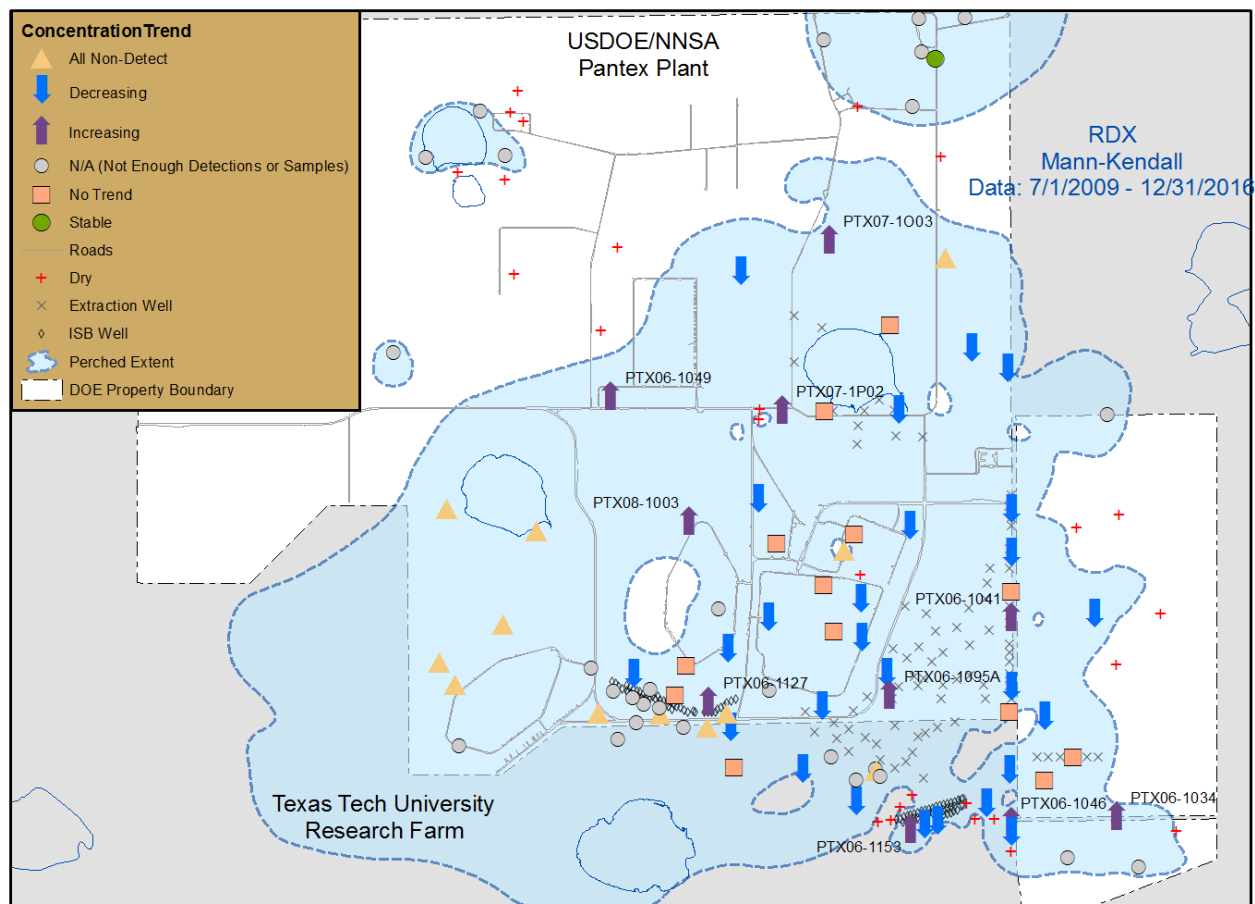 ConcentrationTrend
All Non-Detect
Decreasing
Increasing
N/A (Not Enough Detections or Samples)
No Trend
Stable
Roads
Dry
Extraction Well
ISB Well
Perched Extent
DOE Property Boundary
USDOE/NNSA
Pantex Plant
RDX
Mann-Kendall
Data: 7/1/2009 - 12/31/2016
PTX07-1O03
PTX06-1049
PTX07-1P02
PTX08-1003
PTX06-1041
PTX06-1127
PTX06-1095A
Texas Tech University
Research Farm
PTX06-1046
PTX06-1034
PTX06-1153